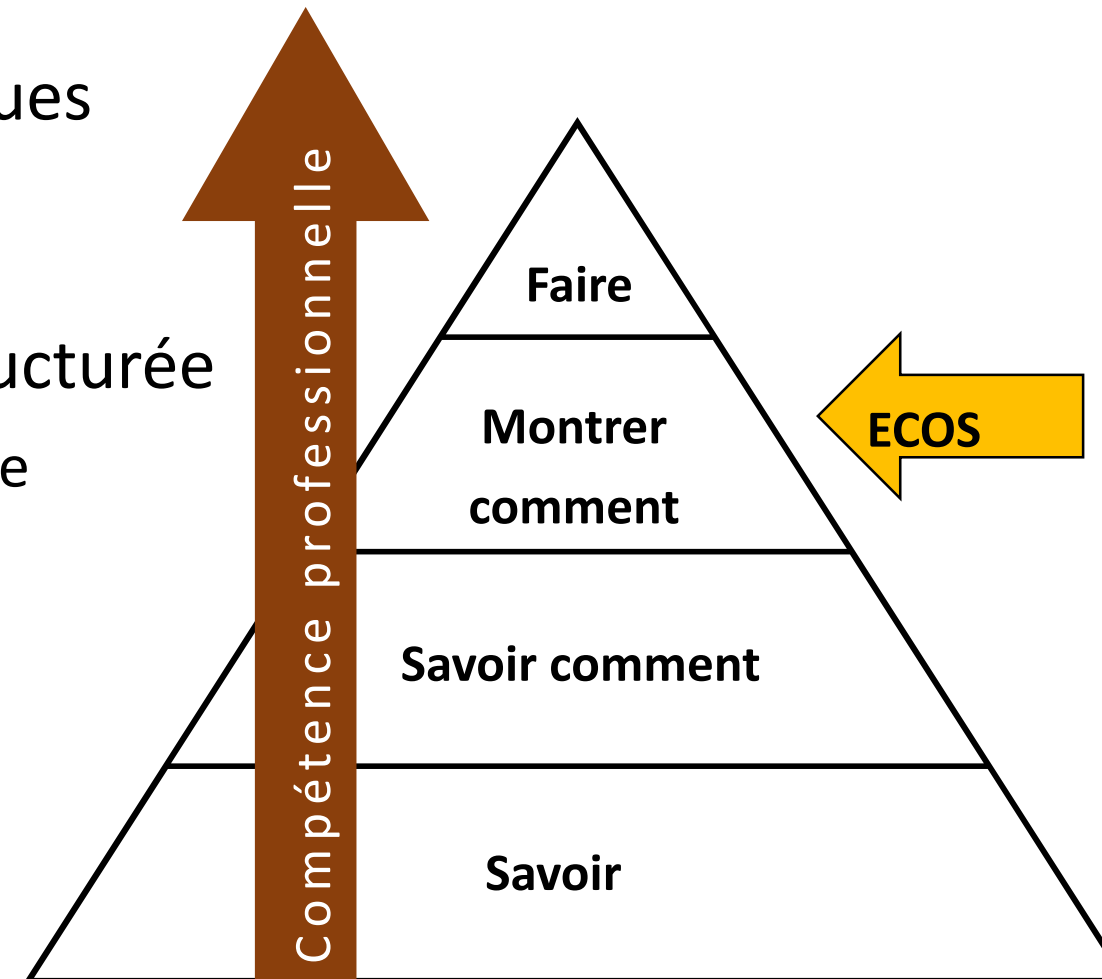 ues
ucturée
e
Compétence professionnelle
Faire
Montrer
comment
ECOS
Savoir comment
Savoir